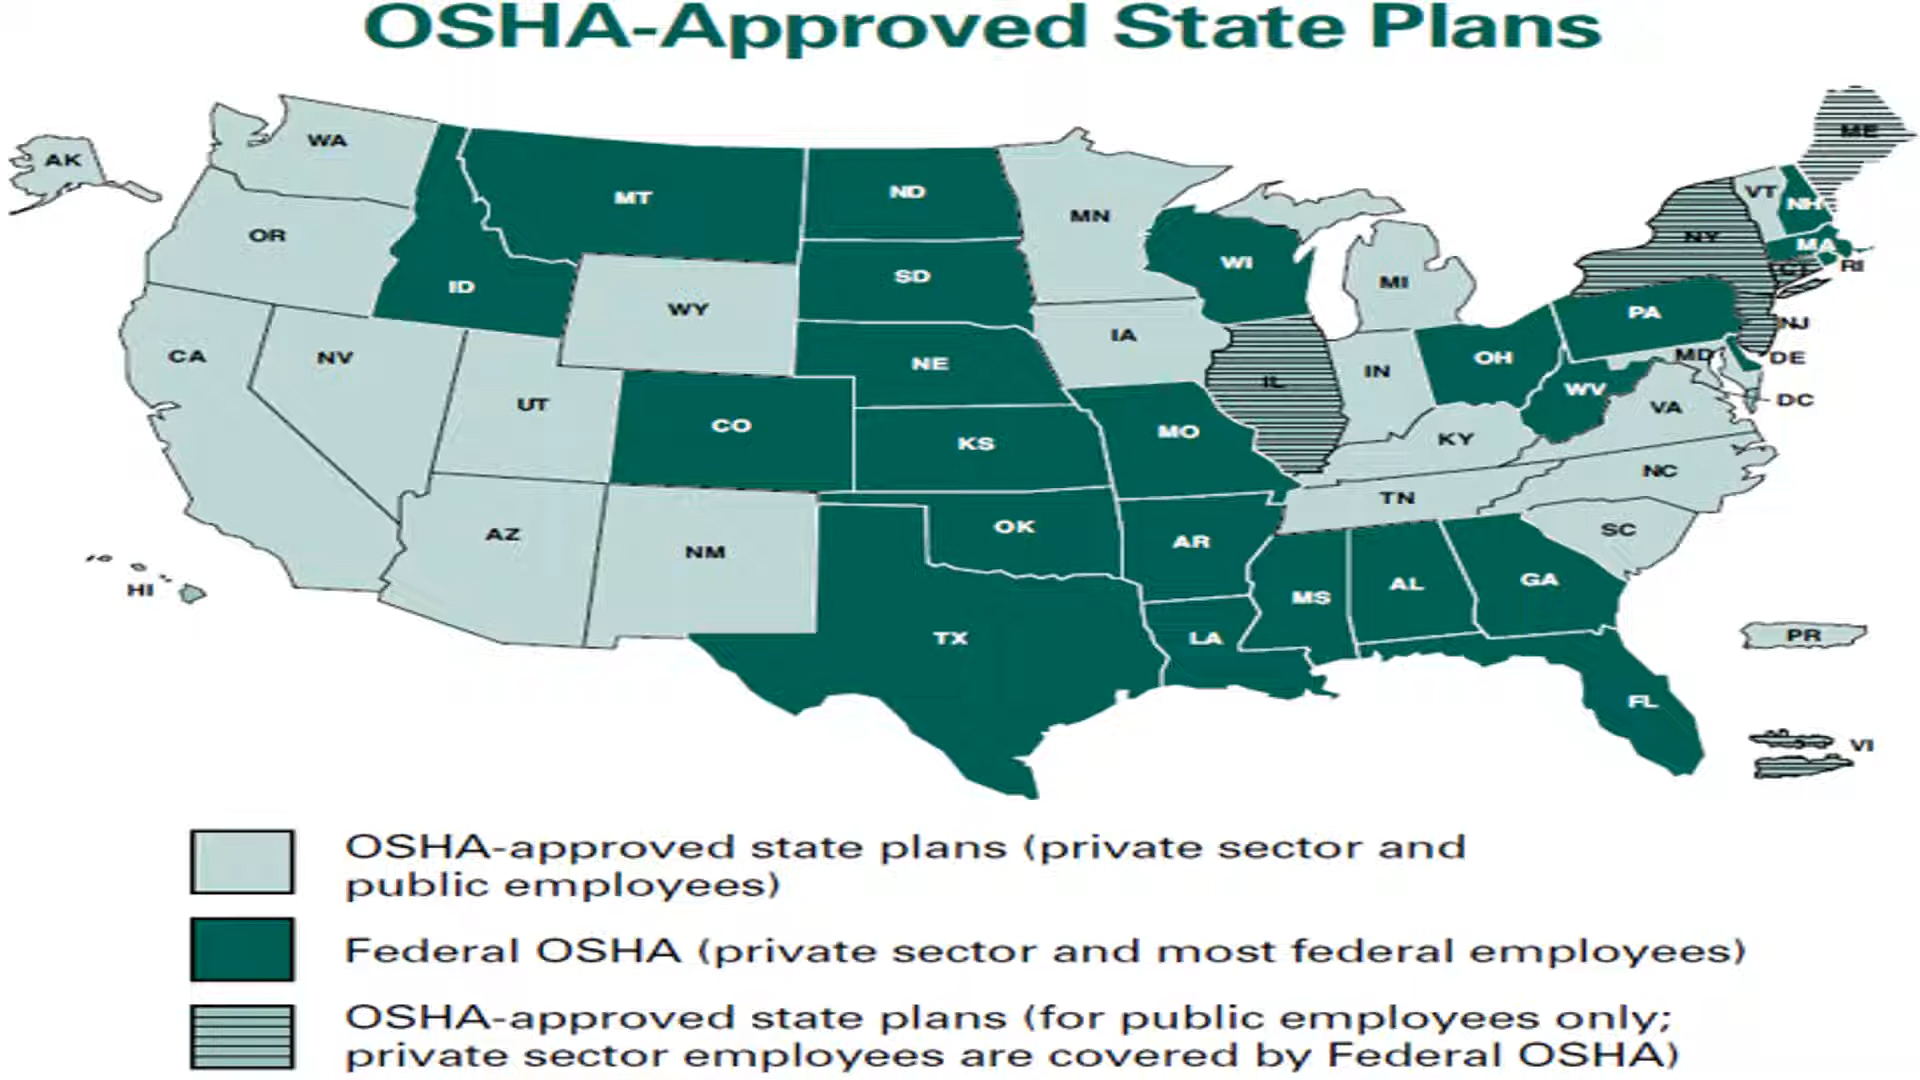 OSHA-Approved State Plans
ME
WA
AK
MT
ND
VT
NH
MN
OR
NY
MA
WI
RI
CT
SD
MI
ID
WY
PA
NJ
IA
CA
NV
NE
OH
MD
DE
IN
WV
UT
DC
VA
CO
MO
IL
KS
KY
NC
TN
OK
SC
AZ
AR
NM
GA
AL
HI
MS
TX
LA
PR
FL
VI
OSHA-approved state plans (private sector and
public employees)
Federal OSHA (private sector and most federal employees)
OSHA-approved state plans (for public employees only;
private sector employees are covered by Federal OSHA)